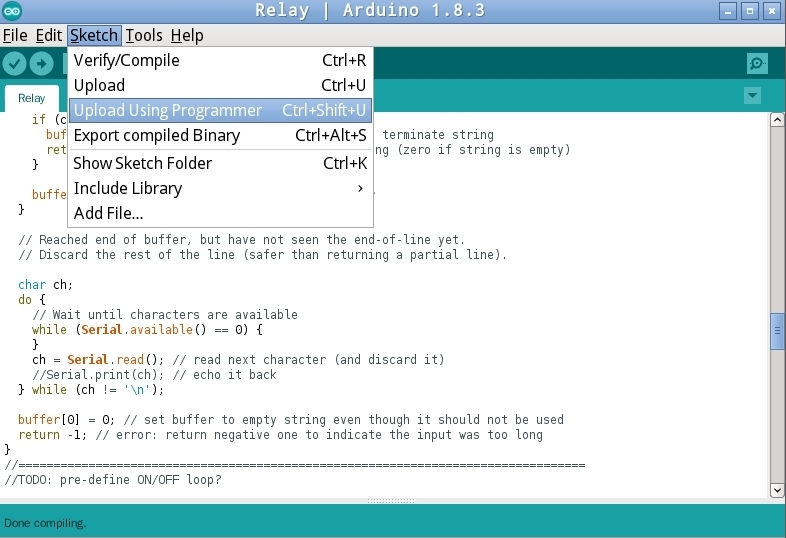 Relay | Arduino 1.8.3
File Edit Sketch Tools Help
Verify/Compile Ctrl+R
Upload Ctrl+U
Upload Using Programmer Ctrl+Shift+U
Export compiled Binary Ctrl+Alt+S
Show Sketch Folder Ctrl+K
Include Library ›
Add File...
Relay
if (c
buf terminate string
ret ng (zero if string is empty)
}
buffe
}
// Reached end of buffer, but have not seen the end-of-line yet.
// Discard the rest of the line (safer than returning a partial line).
char ch;
do {
// Wait until characters are available
while (Serial.available() == 0) {
}
ch = Serial.read(); // read next character (and discard it)
//Serial.print(ch); // echo it back
} while (ch != '\n');
buffer[0] = 0; // set buffer to empty string even though it should not be used
return -1; // error: return negative one to indicate the input was too long
}
//=================================================================================
//TODO: pre-define ON/OFF loop?
Done compiling.